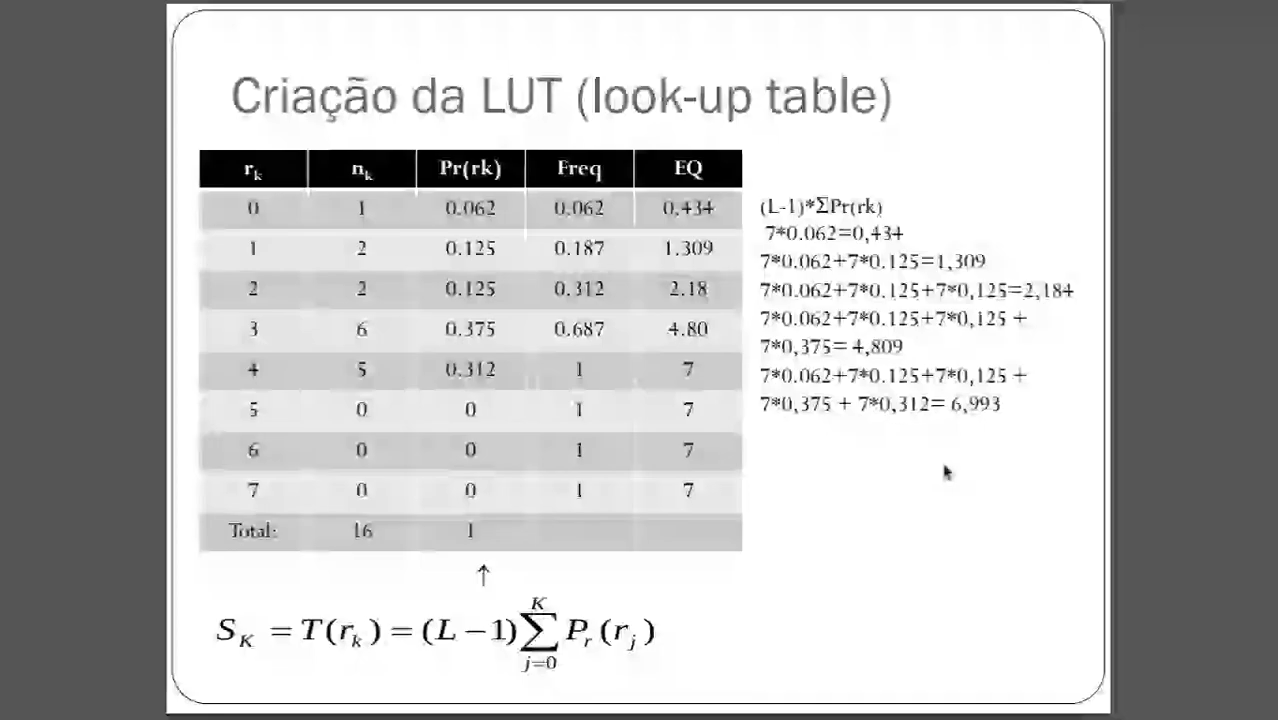 Criação da LUT (look-up table)
r_k n_k Pr(rk) Freq EQ
0 1 0.062 0.062 0.434
1 2 0.125 0.187 1.309
2 2 0.125 0.312 2.18
3 6 0.375 0.687 4.80
4 5 0.312 1 7
5 0 0 1 7
6 0 0 1 7
7 0 0 1 7
Total: 16 1
(L-1)*ΣPr(rk)
7*0.062=0,434
7*0.062+7*0.125=1,309
7*0.062+7*0.125+7*0,125=2,184
7*0.062+7*0.125+7*0,125 +
7*0,375= 4,809
7*0.062+7*0.125+7*0,125 +
7*0,375 + 7*0,312= 6,993
↑
S_K = T(r_k) = (L − 1) ∑_{j=0}^{K} P_r(r_j)